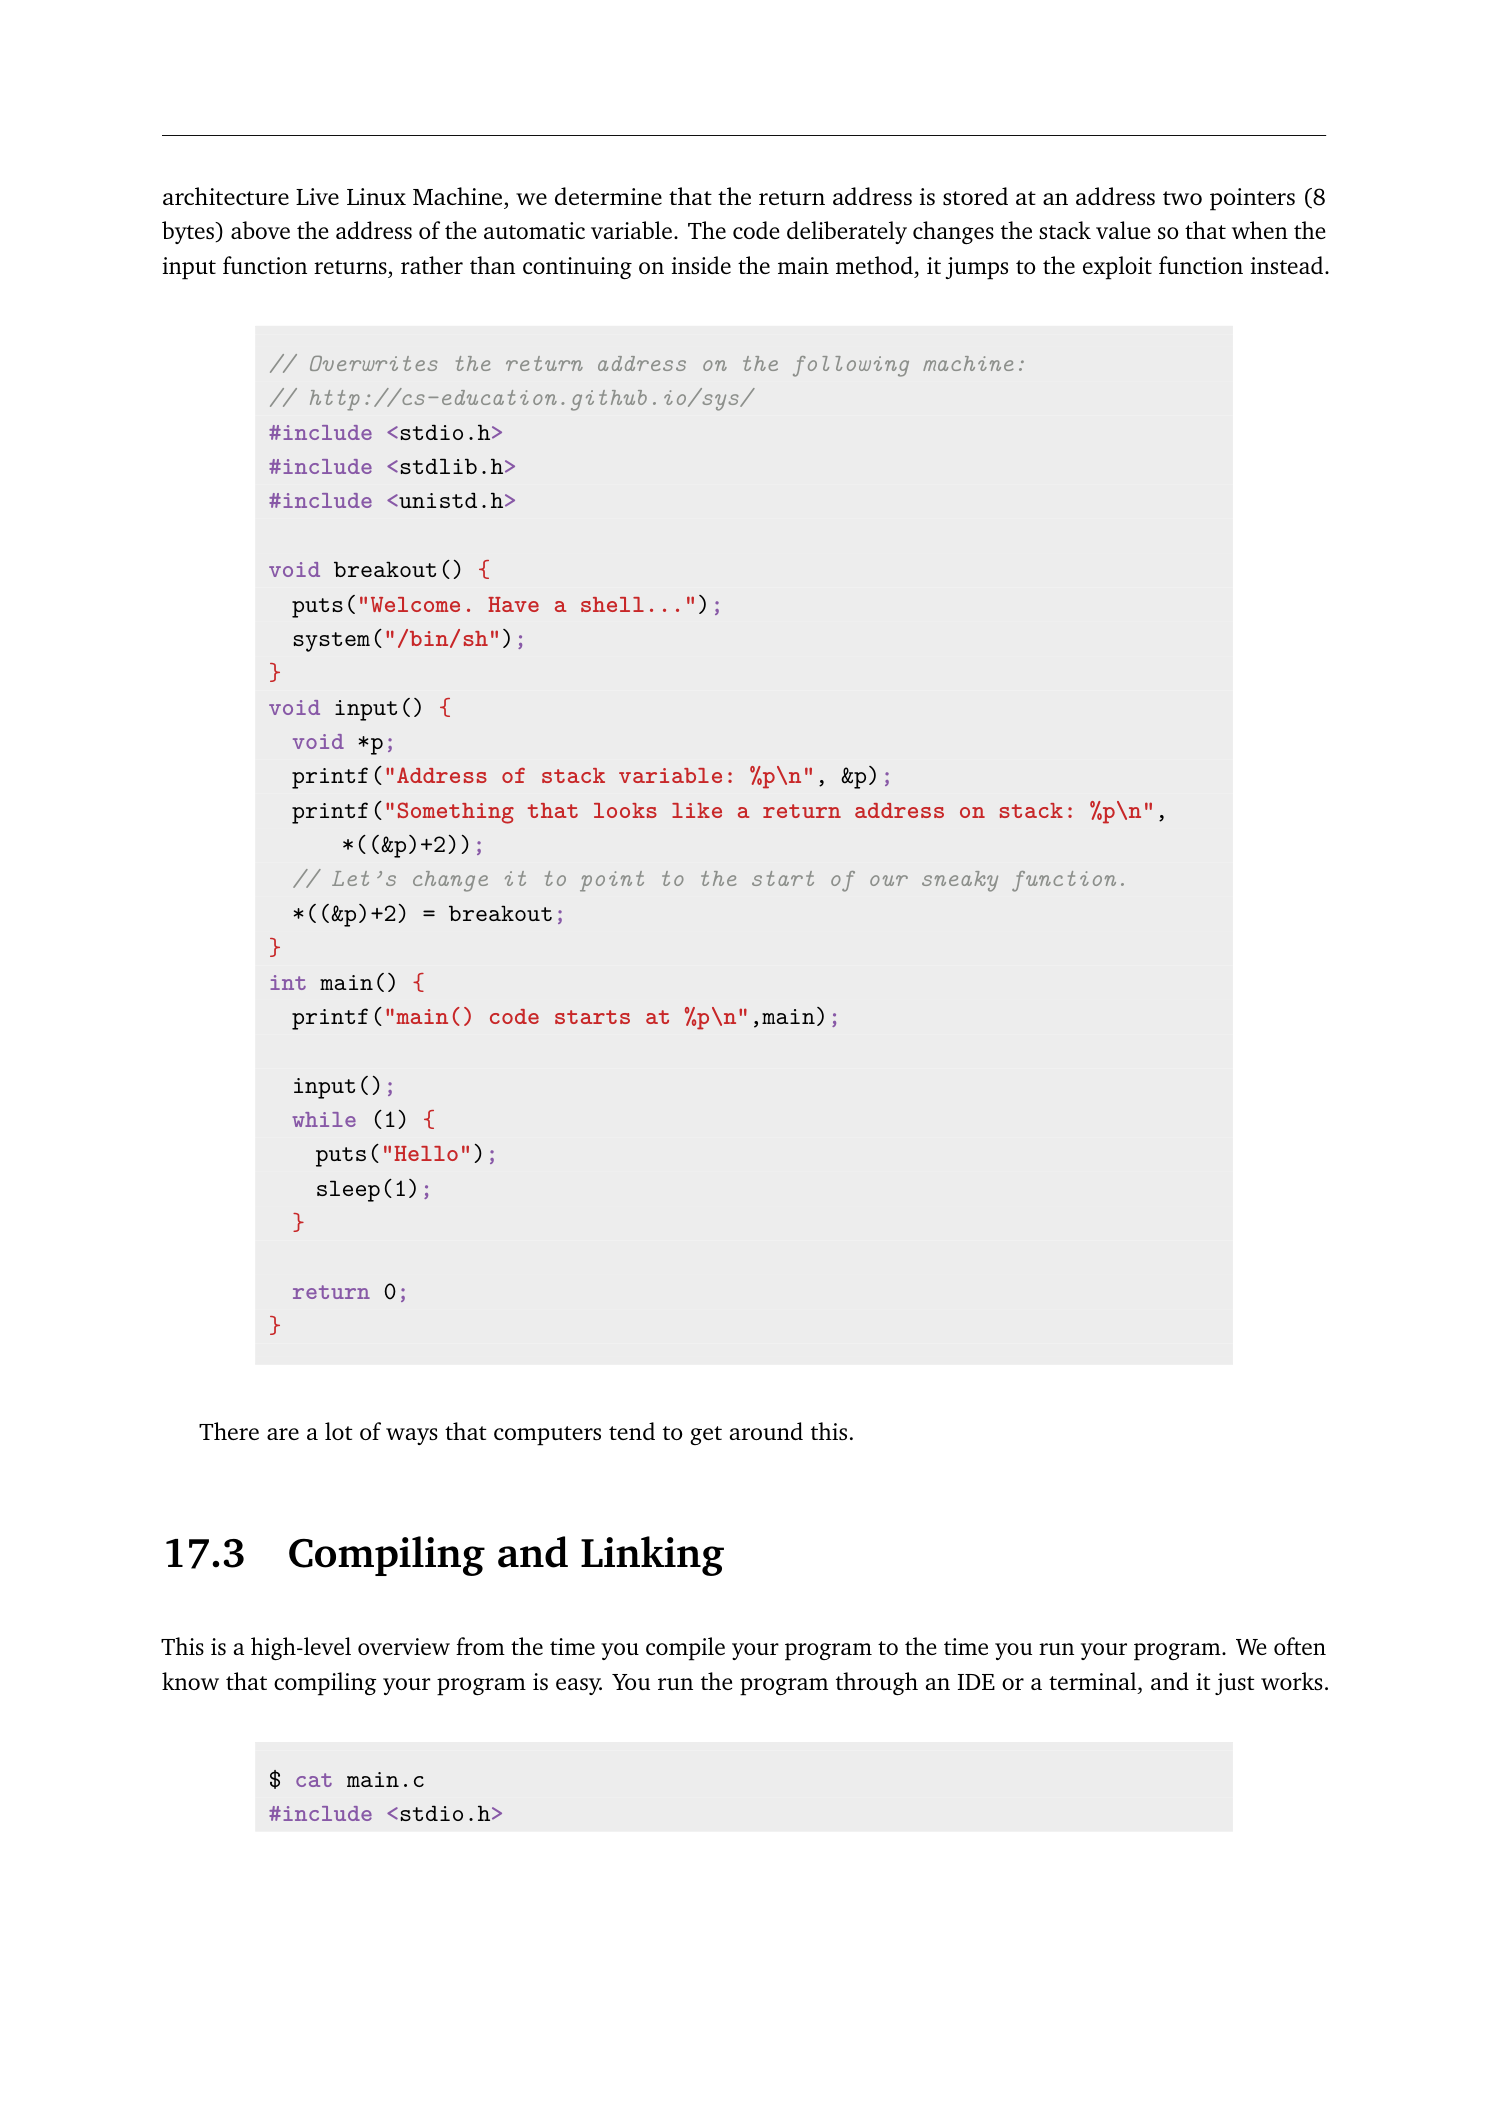 architecture Live Linux Machine, we determine that the return address is stored at an address two pointers (8
bytes) above the address of the automatic variable. The code deliberately changes the stack value so that when the
input function returns, rather than continuing on inside the main method, it jumps to the exploit function instead.
// Overwrites the return address on the following machine:
// http://cs-education.github.io/sys/
#include <stdio.h>
#include <stdlib.h>
#include <unistd.h>

void breakout() {
  puts("Welcome. Have a shell...");
  system("/bin/sh");
}
void input() {
  void *p;
  printf("Address of stack variable: %p\n", &p);
  printf("Something that looks like a return address on stack: %p\n",
      *((&p)+2));
  // Let's change it to point to the start of our sneaky function.
  *((&p)+2) = breakout;
}
int main() {
  printf("main() code starts at %p\n",main);

  input();
  while (1) {
    puts("Hello");
    sleep(1);
  }

  return 0;
}
There are a lot of ways that computers tend to get around this.
17.3 Compiling and Linking
This is a high-level overview from the time you compile your program to the time you run your program. We often
know that compiling your program is easy. You run the program through an IDE or a terminal, and it just works.
$ cat main.c
#include <stdio.h>